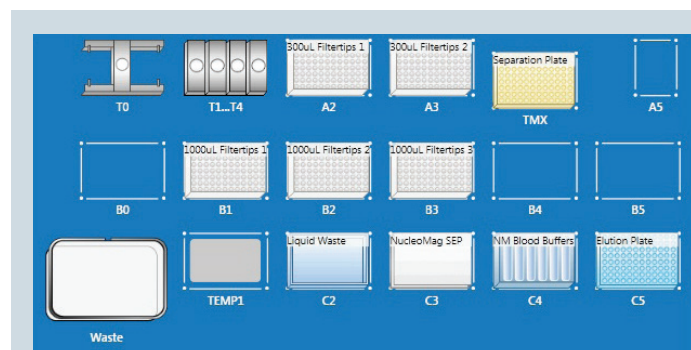 300uL Filtertips 1
300uL Filtertips 2
Separation Plate
T0
T1...T4
A2
A3
TMX
A5
1000uL Filtertips 1
1000uL Filtertips 2
1000uL Filtertips 3
B0
B1
B2
B3
B4
B5
Liquid Waste
NucleoMag SEP
NM Blood Buffers
Elution Plate
TEMP1
C2
C3
C4
C5
Waste